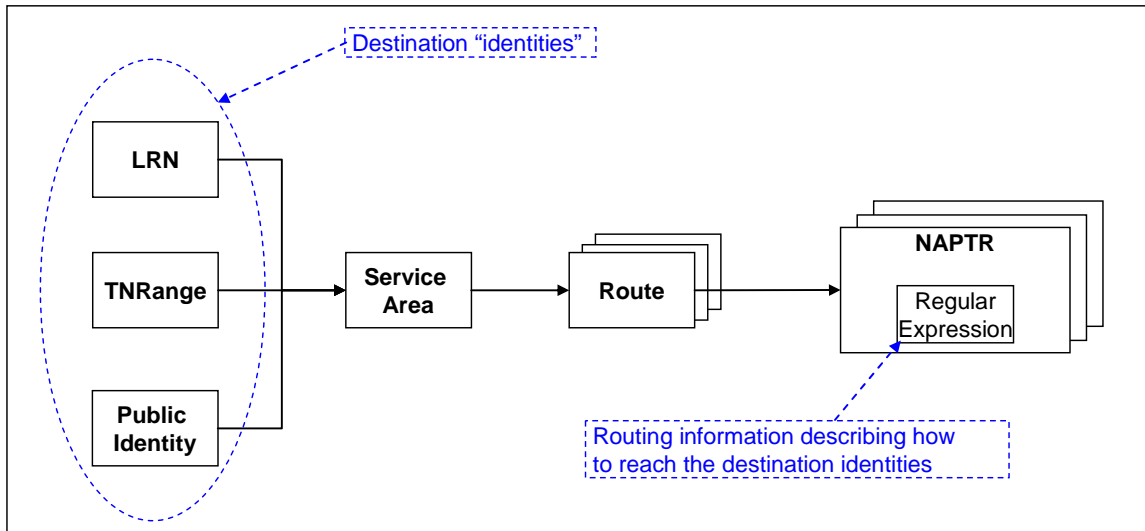 Destination “identities”
LRN
TNRange
Public
Identity
Service
Area
Route
NAPTR
Regular
Expression
Routing information describing how
to reach the destination identities